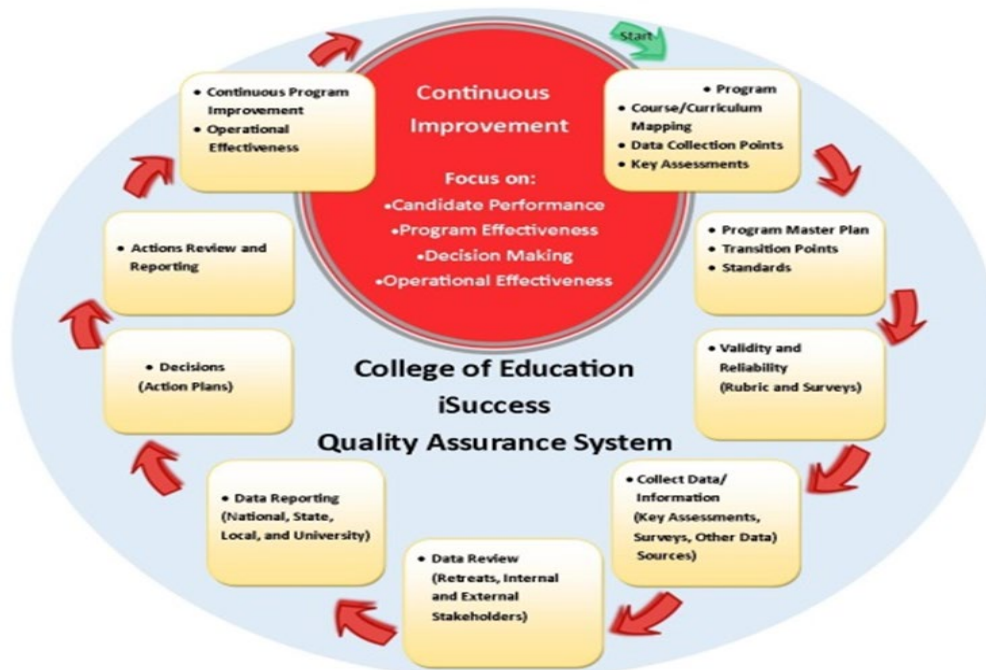 Start
Continuous
Improvement
Focus on:
•Candidate Performance
•Program Effectiveness
•Decision Making
•Operational Effectiveness
• Program
• Course/Curriculum
Mapping
• Data Collection Points
• Key Assessments
• Program Master Plan
• Transition Points
• Standards
• Validity and
Reliability
(Rubric and Surveys)
• Collect Data/
Information
(Key Assessments,
Surveys, Other Data)
Sources)
• Data Review
(Retreats, Internal
and External
Stakeholders)
• Data Reporting
(National, State,
Local, and University)
• Decisions
(Action Plans)
• Actions Review and
Reporting
• Continuous Program
Improvement
• Operational
Effectiveness
College of Education
iSuccess
Quality Assurance System